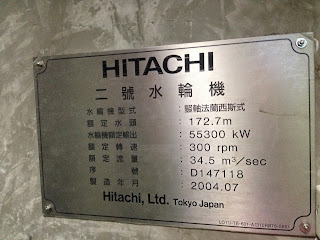 HITACHI
二號水輪機
水輪機型式 : 豎軸法蘭西斯式
額定水頭 : 172.7m
水輪機額定輸出 : 55300 kW
額定轉速 : 300 rpm
額定流量 : 34.5 m³/sec
序號 : D147118
製造年月 : 2004.07
Hitachi, Ltd. Tokyo Japan